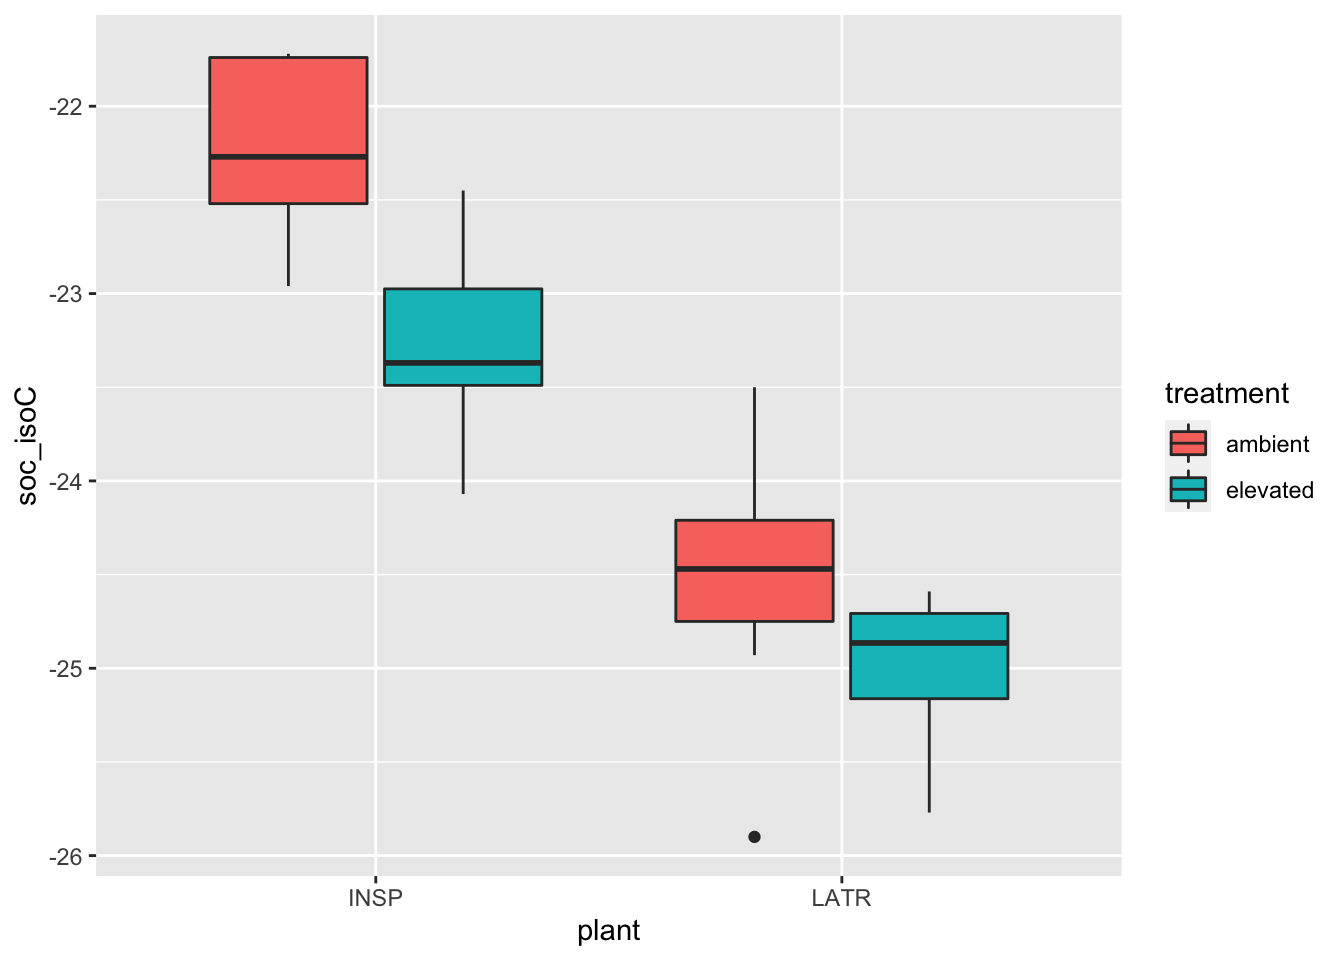 soc_isoC
-22
-23
-24
-25
-26
INSP
LATR
plant
treatment
ambient
elevated